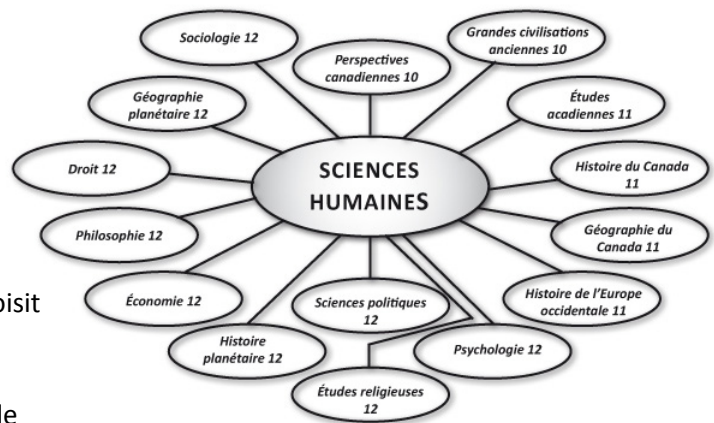 Sociologie 12
Perspectives
canadiennes 10
Grandes civilisations
anciennes 10
Géographie
planétaire 12
Études
acadiennes 11
Droit 12
SCIENCES
HUMAINES
Histoire du Canada
11
Philosophie 12
Géographie du
Canada 11
Économie 12
Sciences politiques
12
Histoire de l'Europe
occidentale 11
Histoire
planétaire 12
Psychologie 12
Études religieuses
12
oisit